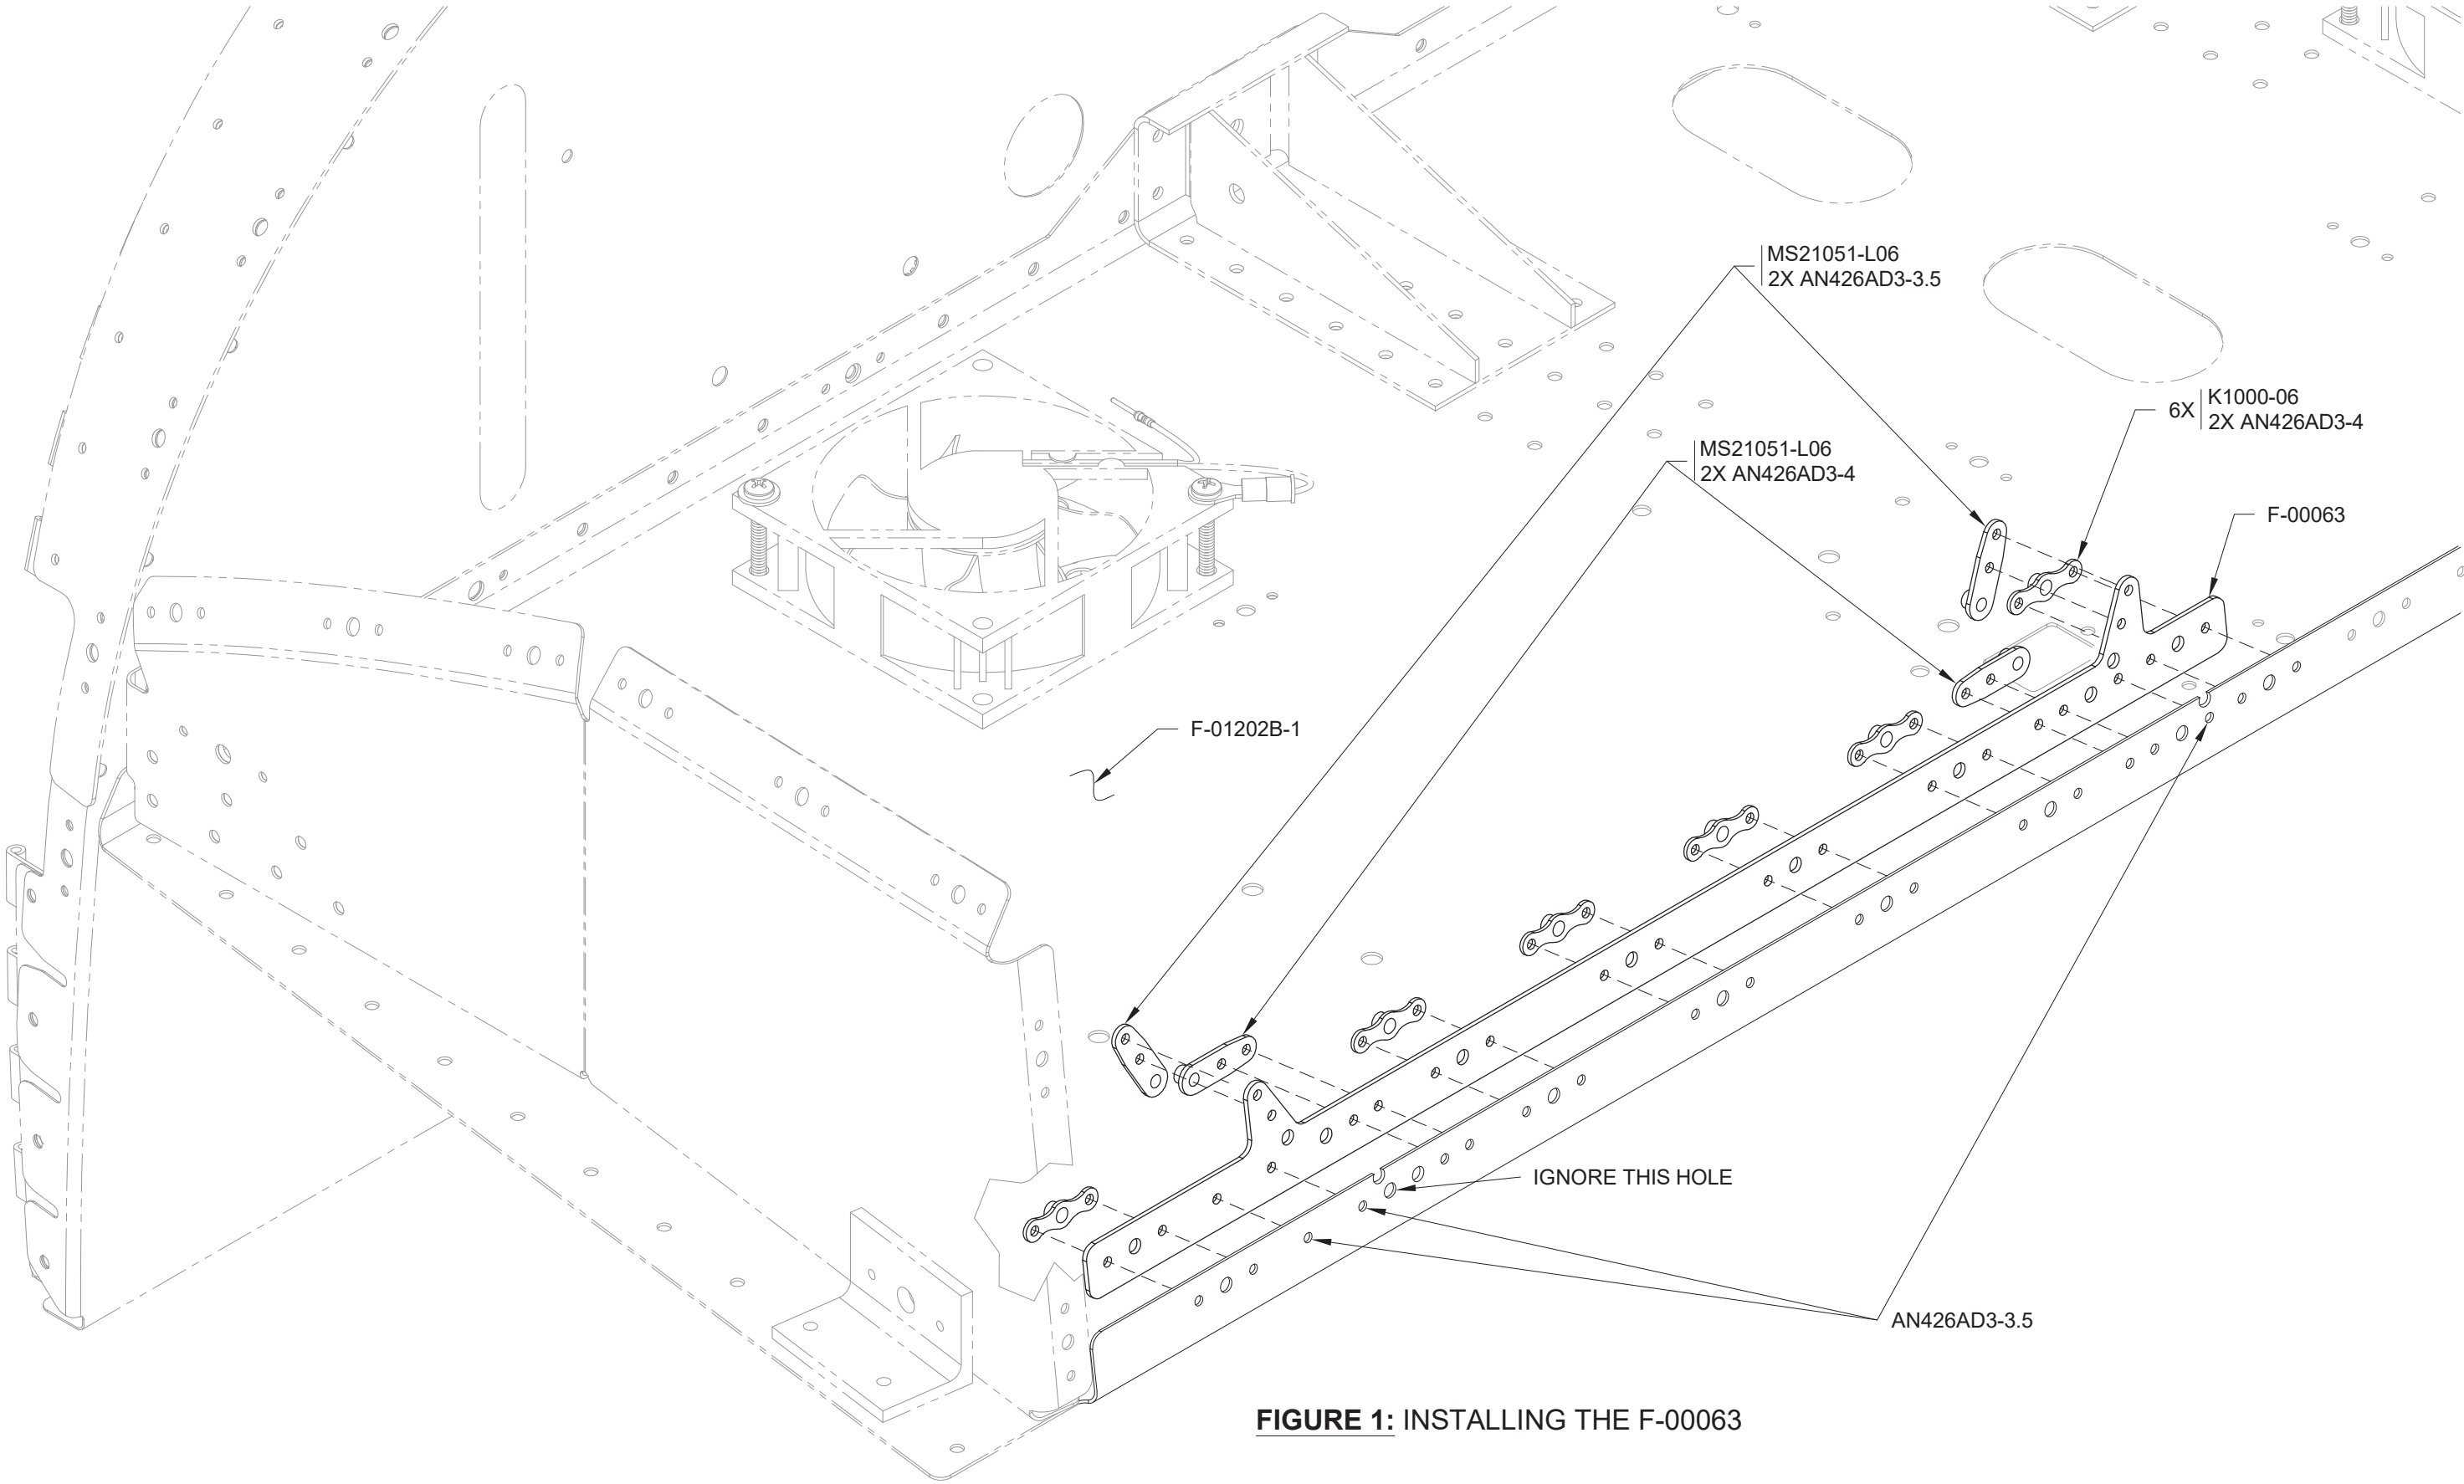 MS21051-L06
2X AN426AD3-3.5
6X K1000-06
2X AN426AD3-4
MS21051-L06
2X AN426AD3-4
F-00063
F-01202B-1
IGNORE THIS HOLE
AN426AD3-3.5
FIGURE 1: INSTALLING THE F-00063